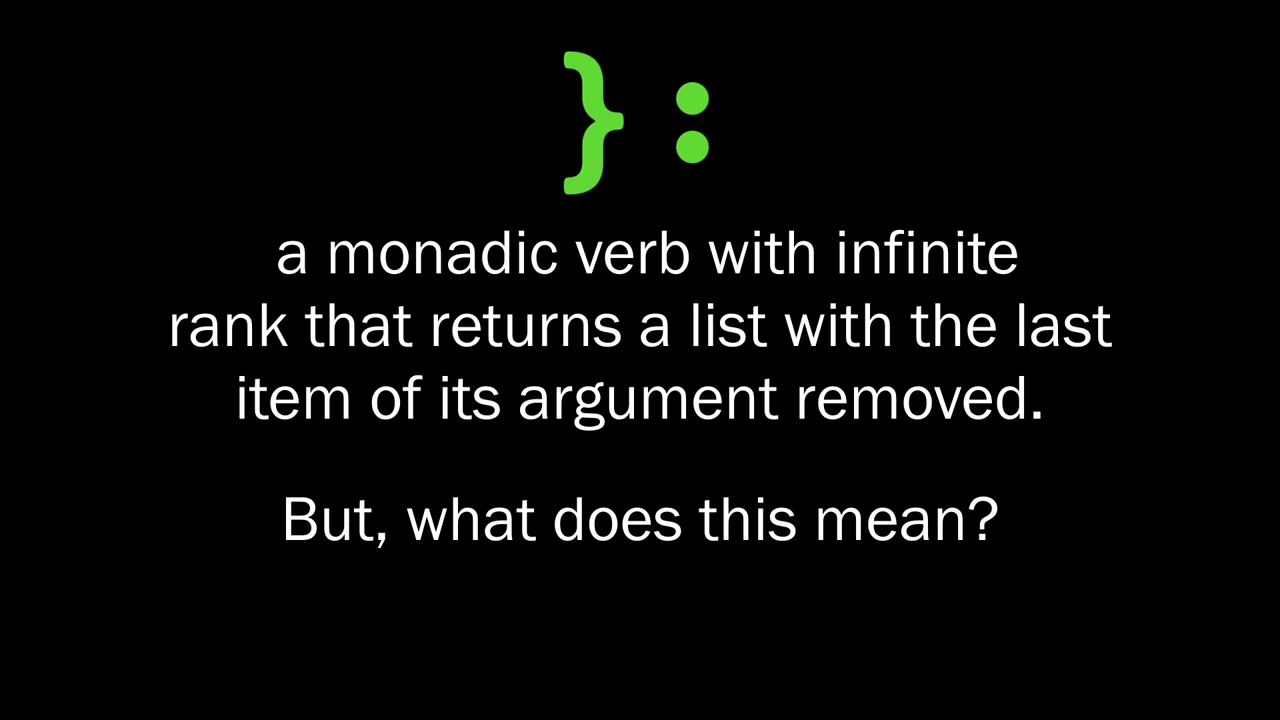 }:
a monadic verb with infinite
rank that returns a list with the last
item of its argument removed.
But, what does this mean?